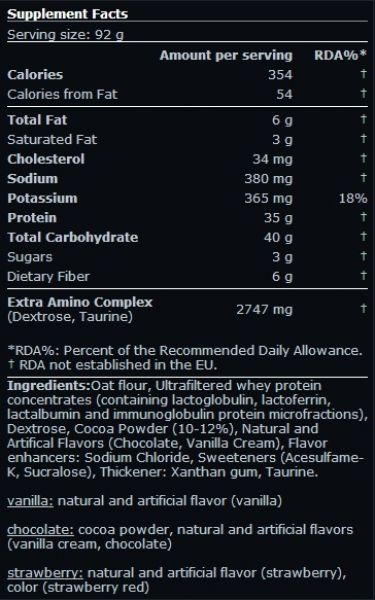 Supplement Facts
Serving size: 92 g
Amount per serving RDA%*
Calories 354 †
Calories from Fat 54 †
Total Fat 6 g †
Saturated Fat 3 g †
Cholesterol 34 mg †
Sodium 380 mg †
Potassium 365 mg 18%
Protein 35 g †
Total Carbohydrate 40 g †
Sugars 3 g †
Dietary Fiber 6 g †
Extra Amino Complex
(Dextrose, Taurine) 2747 mg †
*RDA%: Percent of the Recommended Daily Allowance.
† RDA not established in the EU.
Ingredients:Oat flour, Ultrafiltered whey protein
concentrates (containing lactoglobulin, lactoferrin,
lactalbumin and immunoglobulin protein microfractions),
Dextrose, Cocoa Powder (10-12%), Natural and
Artifical Flavors (Chocolate, Vanilla Cream), Flavor
enhancers: Sodium Chloride, Sweeteners (Acesulfame-
K, Sucralose), Thickener: Xanthan gum, Taurine.
vanilla: natural and artificial flavor (vanilla)
chocolate: cocoa powder, natural and artificial flavors
(vanilla cream, chocolate)
strawberry: natural and artificial flavor (strawberry),
color (strawberry red)